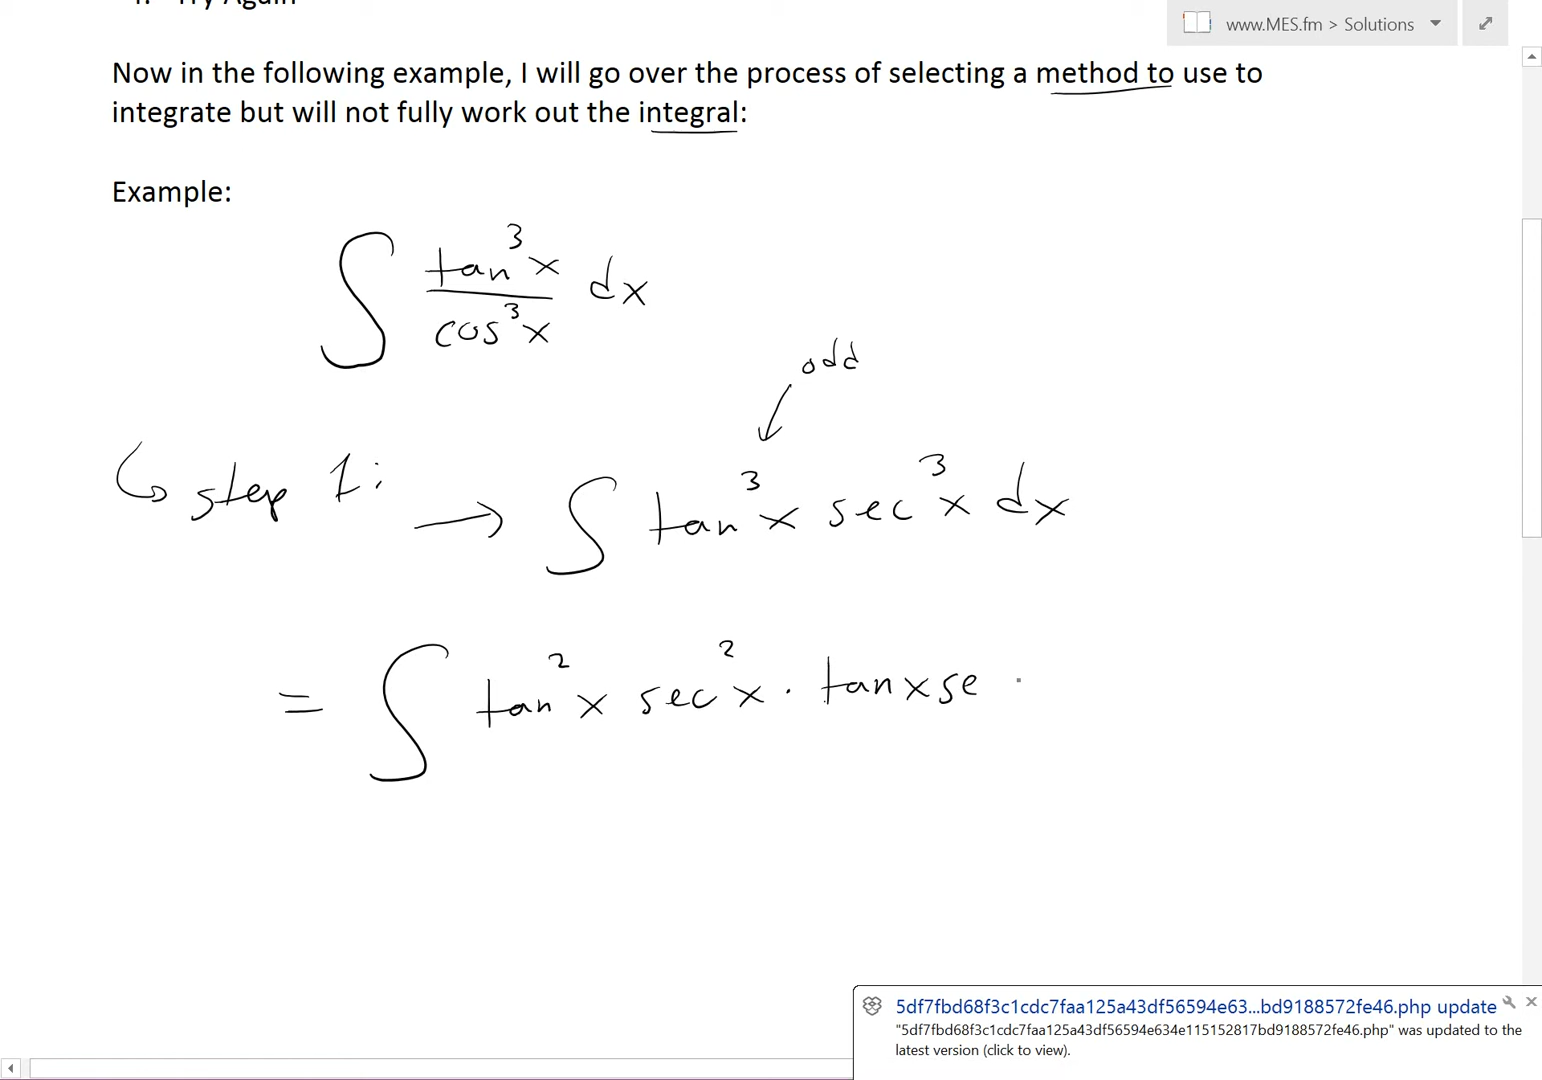 www.MES.fm > Solutions
Now in the following example, I will go over the process of selecting a method to use to
integrate but will not fully work out the integral:
Example:
∫ tan³x / cos³x dx
odd
↳ step 1: → ∫ tan³x sec³x dx
= ∫ tan²x sec²x · tanx se
5df7fbd68f3c1cdc7faa125a43df56594e63...bd9188572fe46.php update
"5df7fbd68f3c1cdc7faa125a43df56594e634e115152817bd9188572fe46.php" was updated to the
latest version (click to view).